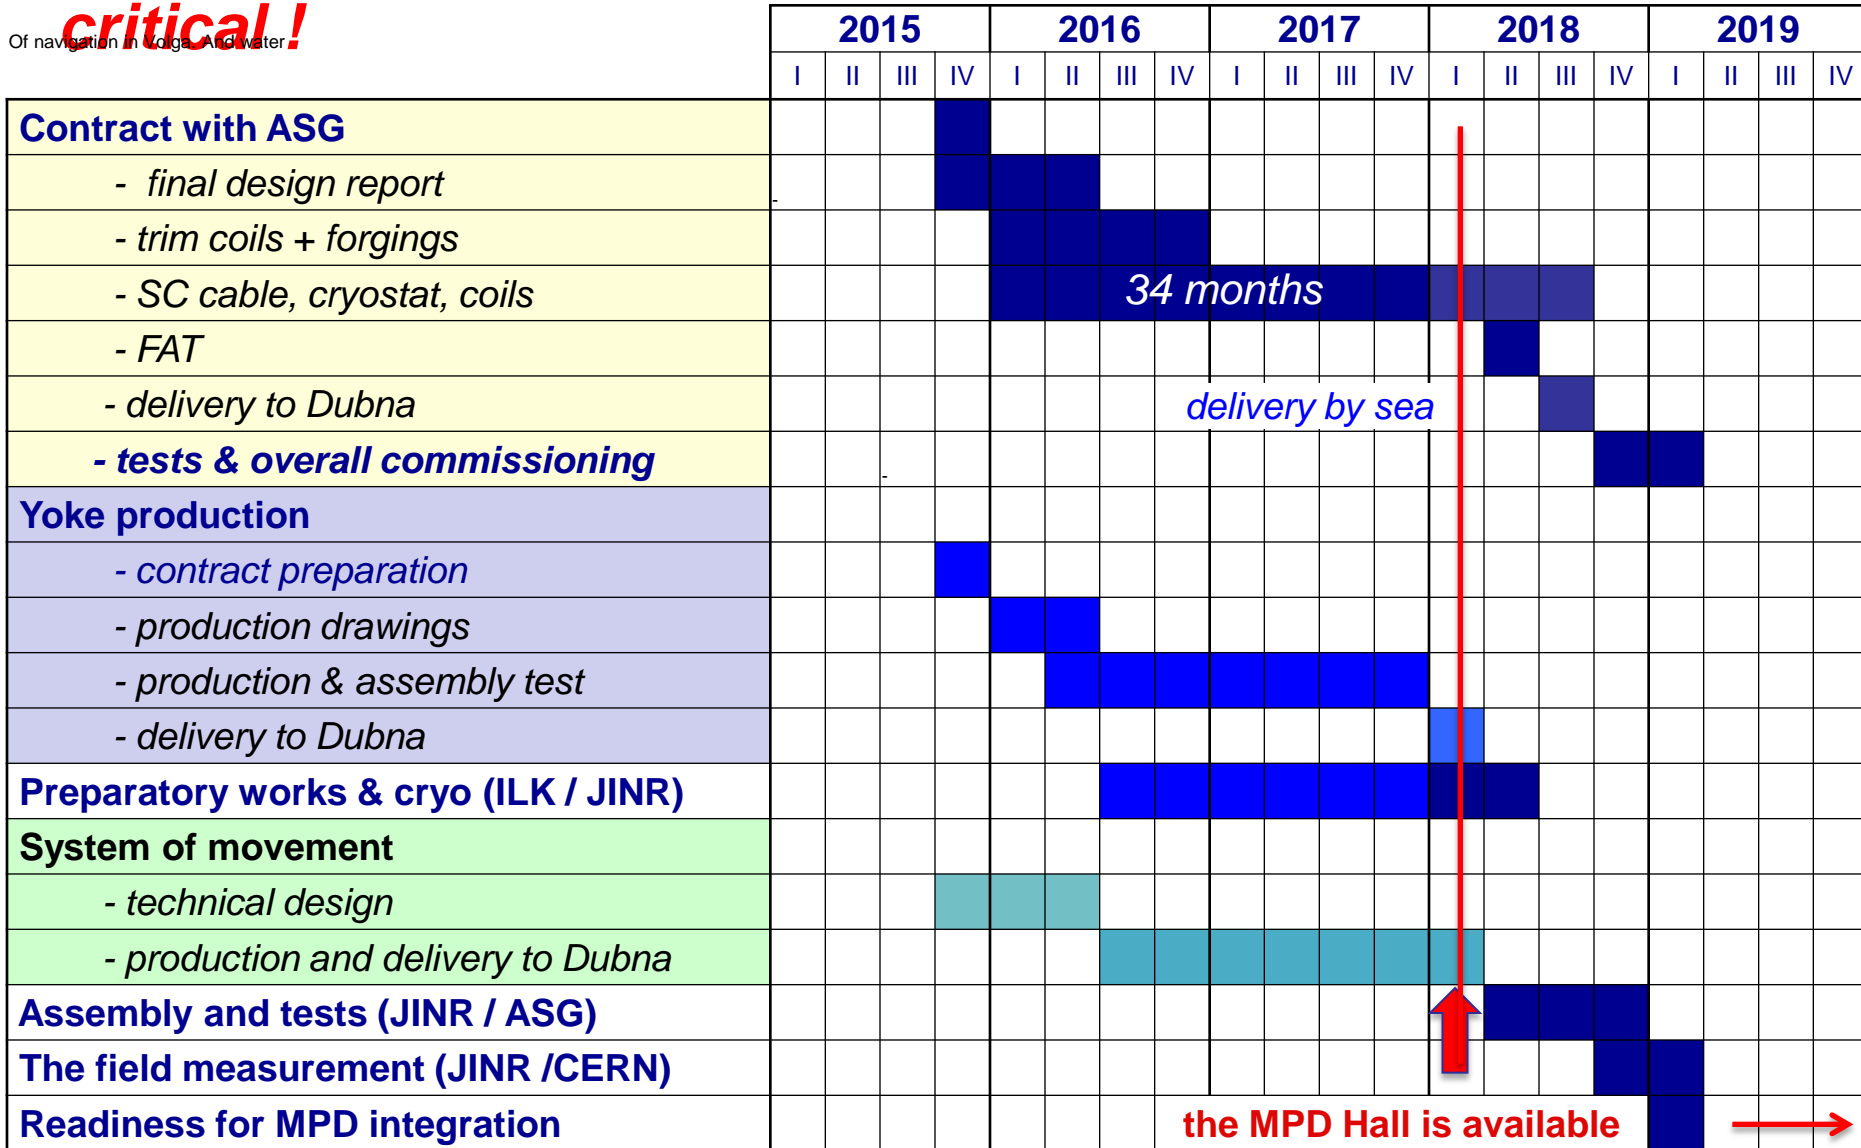 critical !
Of navigation in Volga. And water
2015 2016 2017 2018 2019
I II III IV I II III IV I II III IV I II III IV I II III IV
Contract with ASG
- final design report
-
- trim coils + forgings
- SC cable, cryostat, coils
34 months
- FAT
- delivery to Dubna
delivery by sea
- tests & overall commissioning
-
Yoke production
- contract preparation
- production drawings
- production & assembly test
- delivery to Dubna
Preparatory works & cryo (ILK / JINR)
System of movement
- technical design
- production and delivery to Dubna
Assembly and tests (JINR / ASG)
The field measurement (JINR /CERN)
Readiness for MPD integration
the MPD Hall is available